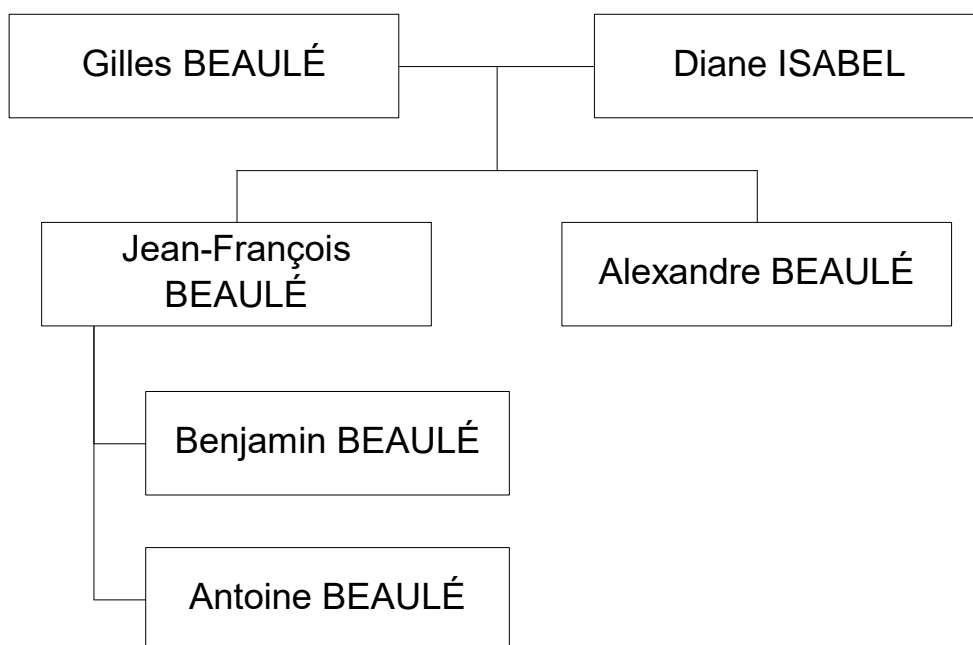 Gilles BEAULÉ
Diane ISABEL
Jean-François
BEAULÉ
Alexandre BEAULÉ
Benjamin BEAULÉ
Antoine BEAULÉ